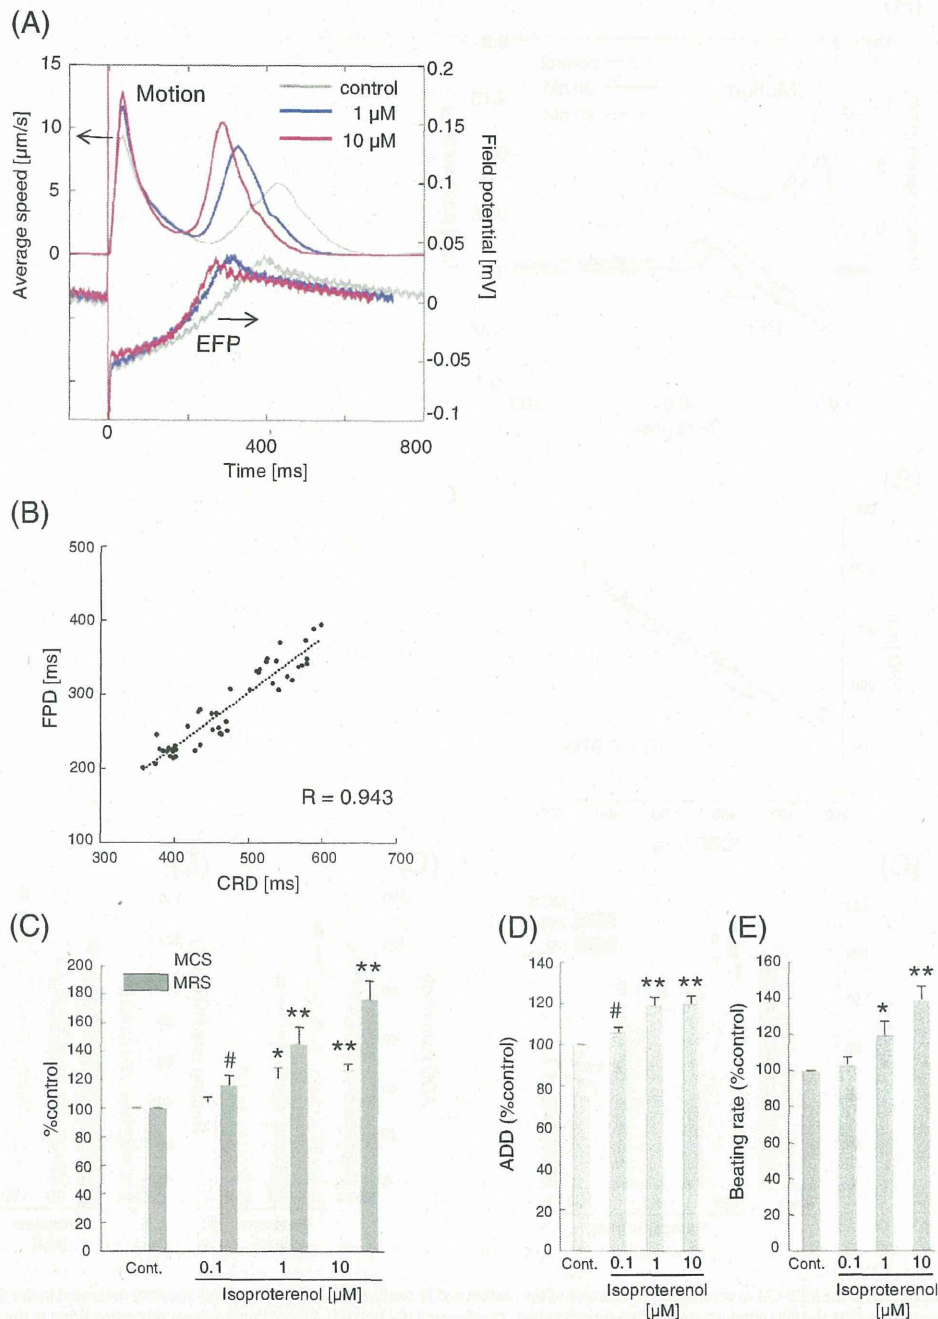 (A)
Motion
control
1 µM
10 µM
Average speed [µm/s]
15
10
5
0
0.2
0.15
0.1
0.05
0
-0.05
-0.1
Field potential [mV]
EFP
0
400
800
Time [ms]
(B)
500
400
300
200
100
FPD [ms]
R = 0.943
300
400
500
600
700
CRD [ms]
(C)
MCS
MRS
200
180
160
140
120
100
80
60
40
20
0
%control
#
*
**
**
**
Cont.
0.1
1
10
Isoproterenol [µM]
(D)
140
120
100
80
60
40
20
0
ADD (%control)
#
**
**
Cont.
0.1
1
10
Isoproterenol
[µM]
(E)
160
140
120
100
80
60
40
20
0
Beating rate (%control)
*
**
Cont.
0.1
1
10
Isoproterenol
[µM]